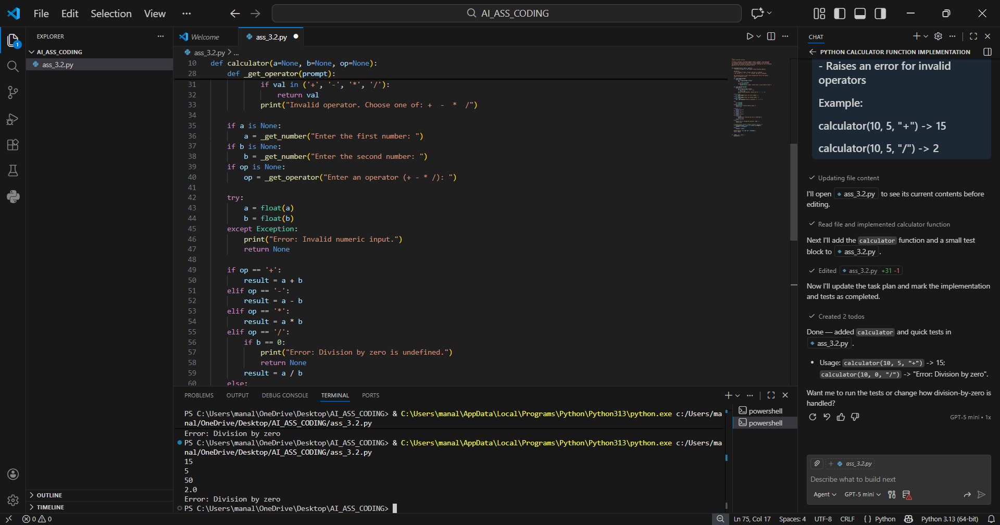 File Edit Selection View ···
AI_ASS_CODING
EXPLORER
AI_ASS_CODING
ass_3.2.py
1
OUTLINE
TIMELINE
Welcome
ass_3.2.py
ass_3.2.py > ...
10 def calculator(a=None, b=None, op=None):
28 def _get_operator(prompt):
31 if val in ('+', '-', '*', '/'):
32 return val
33 print("Invalid operator. Choose one of: +  -  *  /")
34
35 if a is None:
36 a = _get_number("Enter the first number: ")
37 if b is None:
38 b = _get_number("Enter the second number: ")
39 if op is None:
40 op = _get_operator("Enter an operator (+ - * /): ")
41
42 try:
43 a = float(a)
44 b = float(b)
45 except Exception:
46 print("Error: Invalid numeric input.")
47 return None
48
49 if op == '+':
50 result = a + b
51 elif op == '-':
52 result = a - b
53 elif op == '*':
54 result = a * b
55 elif op == '/':
56 if b == 0:
57 print("Error: Division by zero is undefined.")
58 return None
59 result = a / b
60 else:
PROBLEMS OUTPUT DEBUG CONSOLE TERMINAL PORTS
PS C:\Users\manal\OneDrive\Desktop\AI_ASS_CODING> & C:\Users\manal\AppData\Local\Programs\Python\Python313\python.exe c:/Users/ma
nal/OneDrive/Desktop/AI_ASS_CODING/ass_3.2.py
Error: Division by zero
PS C:\Users\manal\OneDrive\Desktop\AI_ASS_CODING> & C:\Users\manal\AppData\Local\Programs\Python\Python313\python.exe c:/Users/ma
nal/OneDrive/Desktop/AI_ASS_CODING/ass_3.2.py
15
5
50
2.0
Error: Division by zero
PS C:\Users\manal\OneDrive\Desktop\AI_ASS_CODING>
powershell
powershell
CHAT
PYTHON CALCULATOR FUNCTION IMPLEMENTATION
- Raises an error for invalid
operators
Example:
calculator(10, 5, "+") -> 15
calculator(10, 5, "/") -> 2
Updating file content
I'll open ass_3.2.py to see its current contents before
editing.
Read file and implemented calculator function
Next I'll add the calculator function and a small test
block to ass_3.2.py .
Edited ass_3.2.py +31 -1
Now I'll update the task plan and mark the implementation
and tests as completed.
Created 2 todos
Done — added calculator and quick tests in
ass_3.2.py .
• Usage: calculator(10, 5, "+") -> 15;
calculator(10, 0, "/") -> "Error: Division by zero".
Want me to run the tests or change how division-by-zero is
handled?
GPT-5 mini • 1x
+ ass_3.2.py
Describe what to build next
Agent GPT-5 mini
0 0
Ln 75, Col 17 Spaces: 4 UTF-8 CRLF { } Python Python 3.13 (64-bit)